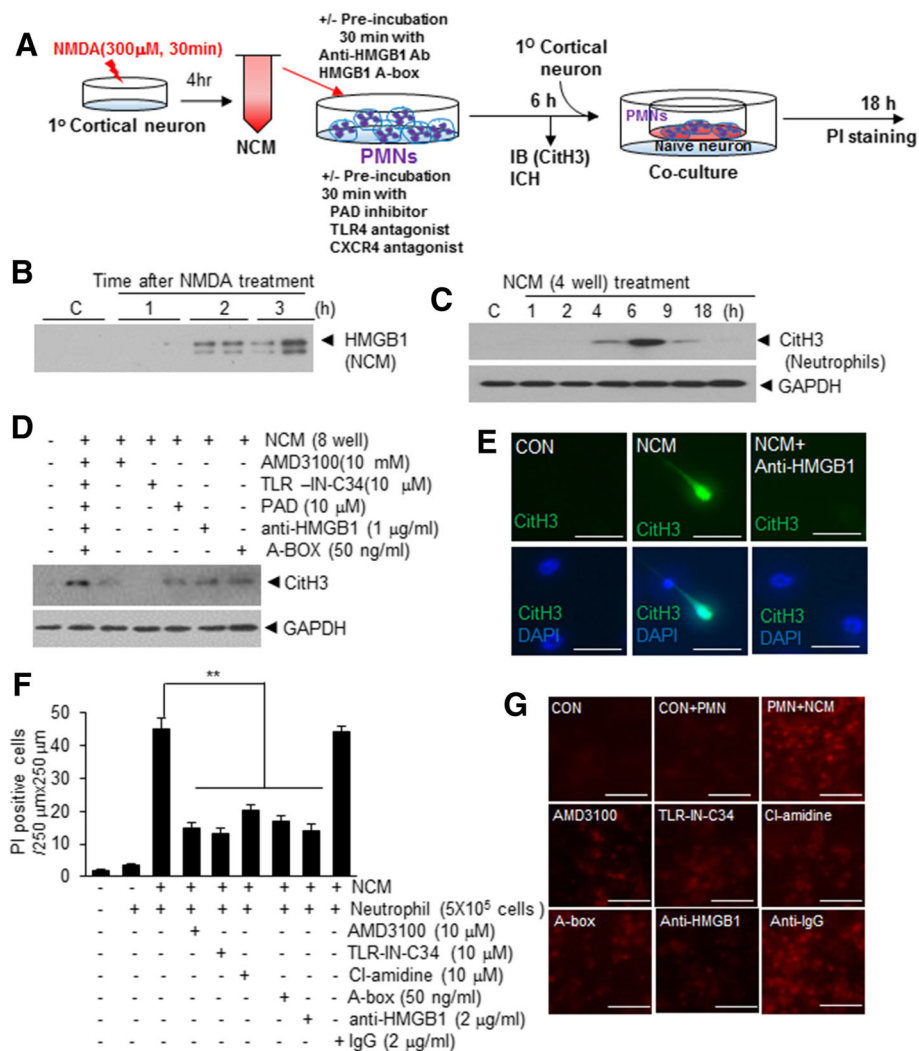 A
NMDA(300µM, 30min)
1O Cortical neuron
4hr
NCM
+/- Pre-incubation
30 min with
Anti-HMGB1 Ab
HMGB1 A-box
PMNs
+/- Pre-incubation
30 min with
PAD inhibitor
TLR4 antagonist
CXCR4 antagonist
1O Cortical
neuron
6 h
IB (CitH3)
ICH
PMNs
Naive neuron
Co-culture
18 h
PI staining
B
Time after NMDA treatment
C 1 2 3 (h)
HMGB1
(NCM)
C
NCM (4 well) treatment
C 1 2 4 6 9 18 (h)
CitH3
(Neutrophils)
GAPDH
D
- + + + + + + NCM (8 well)
- + + - - - - AMD3100(10 mM)
- + - + - - - TLR –IN-C34(10 µM)
- + - - + - - PAD (10 µM)
- + - - - + - anti-HMGB1 (1 µg/ml)
- + - - - - + A-BOX (50 ng/ml)
CitH3
GAPDH
E
CON
CitH3
NCM
CitH3
NCM+
Anti-HMGB1
CitH3
CitH3
DAPI
CitH3
DAPI
CitH3
DAPI
F
**
PI positive cells
/250 µmx250 µm
50
40
30
20
10
0
- - + + + + + + + NCM
- + + + + + + + + Neutrophil (5X10⁵ cells )
- - - + - - - - - AMD3100 (10 µM)
- - - - + - - - - TLR-IN-C34 (10 µM)
- - - - - + - - - Cl-amidine (10 µM)
- - - - - - + - - A-box (50 ng/ml)
- - - - - - - + - anti-HMGB1 (2 µg/ml)
- - - - - - - - + IgG (2 µg/ml)
G
CON
CON+PMN
PMN+NCM
AMD3100
TLR-IN-C34
Cl-amidine
A-box
Anti-HMGB1
Anti-IgG